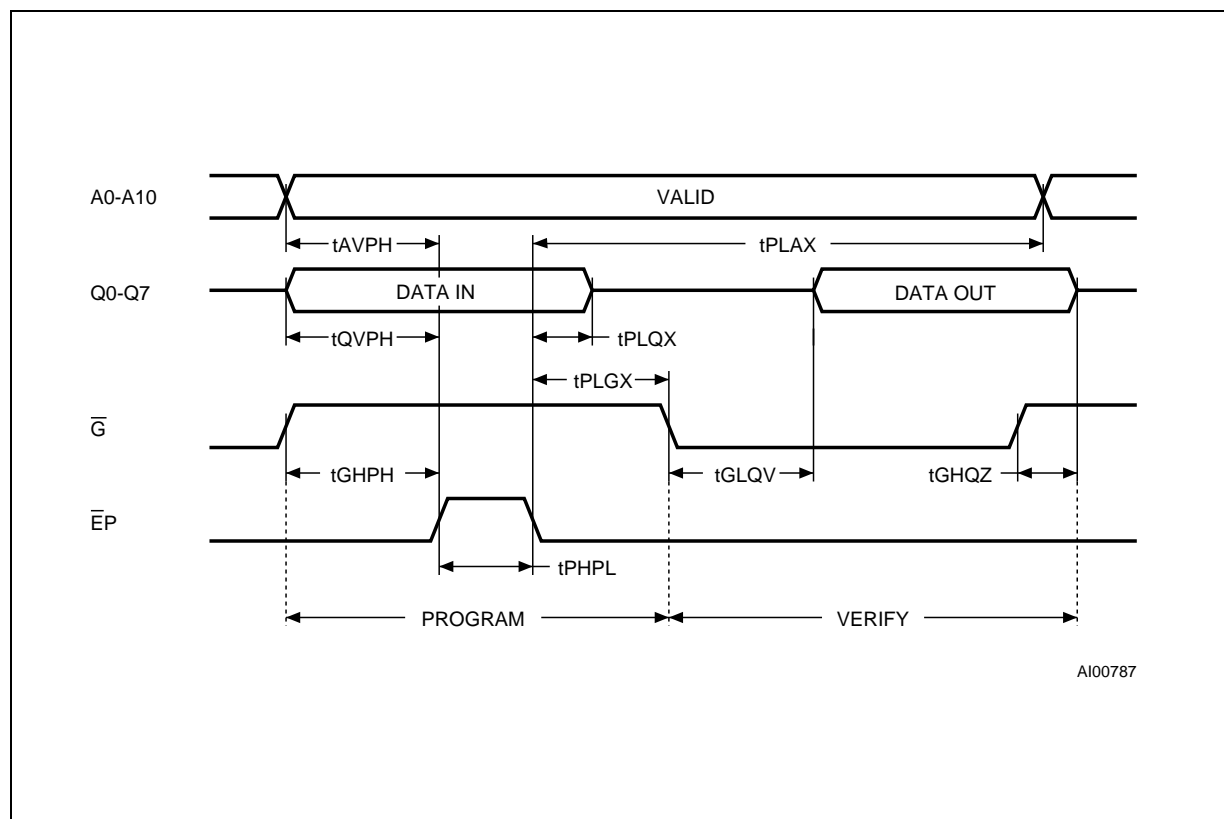 A0-A10
VALID
tAVPH
tPLAX
Q0-Q7
DATA IN
DATA OUT
tQVPH
tPLQX
tPLGX
G̅
tGHPH
tGLQV
tGHQZ
E̅P
tPHPL
PROGRAM
VERIFY
AI00787